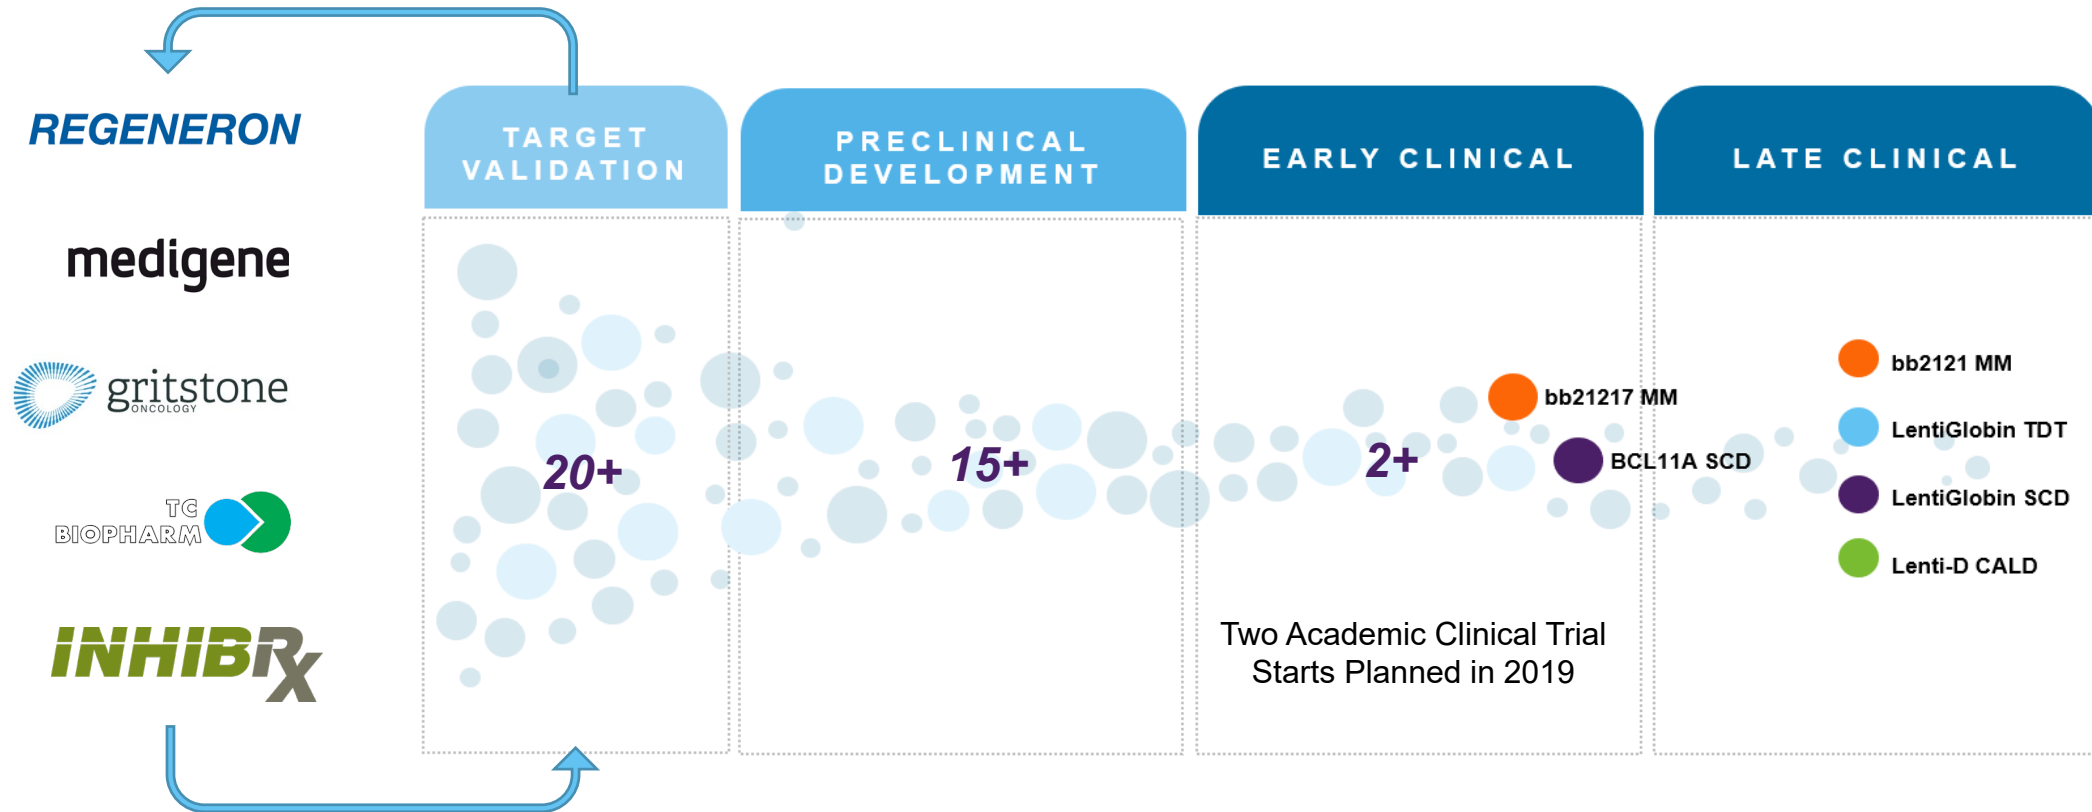 REGENERON
medigene
gritstone
ONCOLOGY
TC
BIOPHARM
INHIBRx
TARGET
VALIDATION
20+
PRECLINICAL
DEVELOPMENT
15+
EARLY CLINICAL
bb21217 MM
2+
BCL11A SCD
Two Academic Clinical Trial
Starts Planned in 2019
LATE CLINICAL
bb2121 MM
LentiGlobin TDT
LentiGlobin SCD
Lenti-D CALD